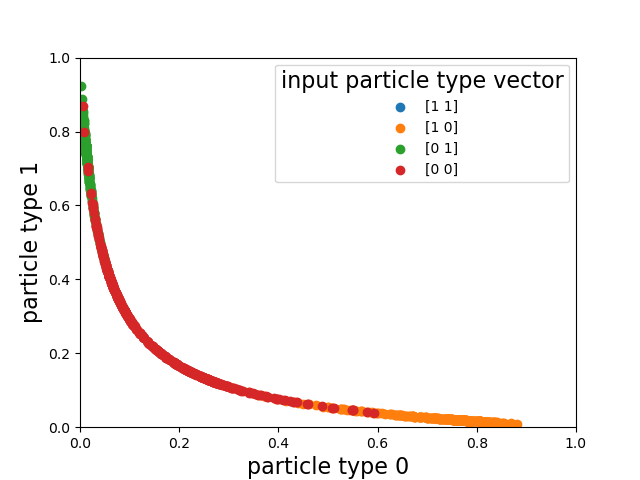 input particle type vector
[1 1]
[1 0]
[0 1]
[0 0]
1.0
0.8
0.6
0.4
0.2
0.0
particle type 1
0.0 0.2 0.4 0.6 0.8 1.0
particle type 0